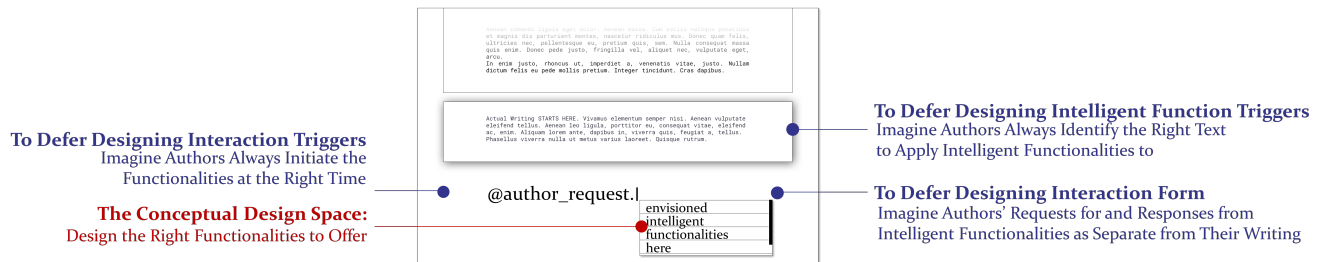 Aenean commodo ligula eget dolor. Aenean massa. Cum sociis natoque penatibus
et magnis dis parturient montes, nascetur ridiculus mus. Donec quam felis,
ultricies nec, pellentesque eu, pretium quis, sem. Nulla consequat massa
quis enim. Donec pede justo, fringilla vel, aliquet nec, vulputate eget,
arcu.
In enim justo, rhoncus ut, imperdiet a, venenatis vitae, justo. Nullam
dictum felis eu pede mollis pretium. Integer tincidunt. Cras dapibus.
Actual Writing STARTS HERE. Vivamus elementum semper nisi. Aenean vulputate
eleifend tellus. Aenean leo ligula, porttitor eu, consequat vitae, eleifend
ac, enim. Aliquam lorem ante, dapibus in, viverra quis, feugtat a, tellus.
Phasellus viverra nulla ut metus varius laoreet. Quisque rutrum.
To Defer Designing Intelligent Function Triggers
Imagine Authors Always Identify the Right Text
to Apply Intelligent Functionalities to
To Defer Designing Interaction Triggers
Imagine Authors Always Initiate the
Functionalities at the Right Time
@author_request.
To Defer Designing Interaction Form
Imagine Authors' Requests for and Responses from
Intelligent Functionalities as Separate from Their Writing
The Conceptual Design Space:
Design the Right Functionalities to Offer
envisioned
intelligent
functionalities
here